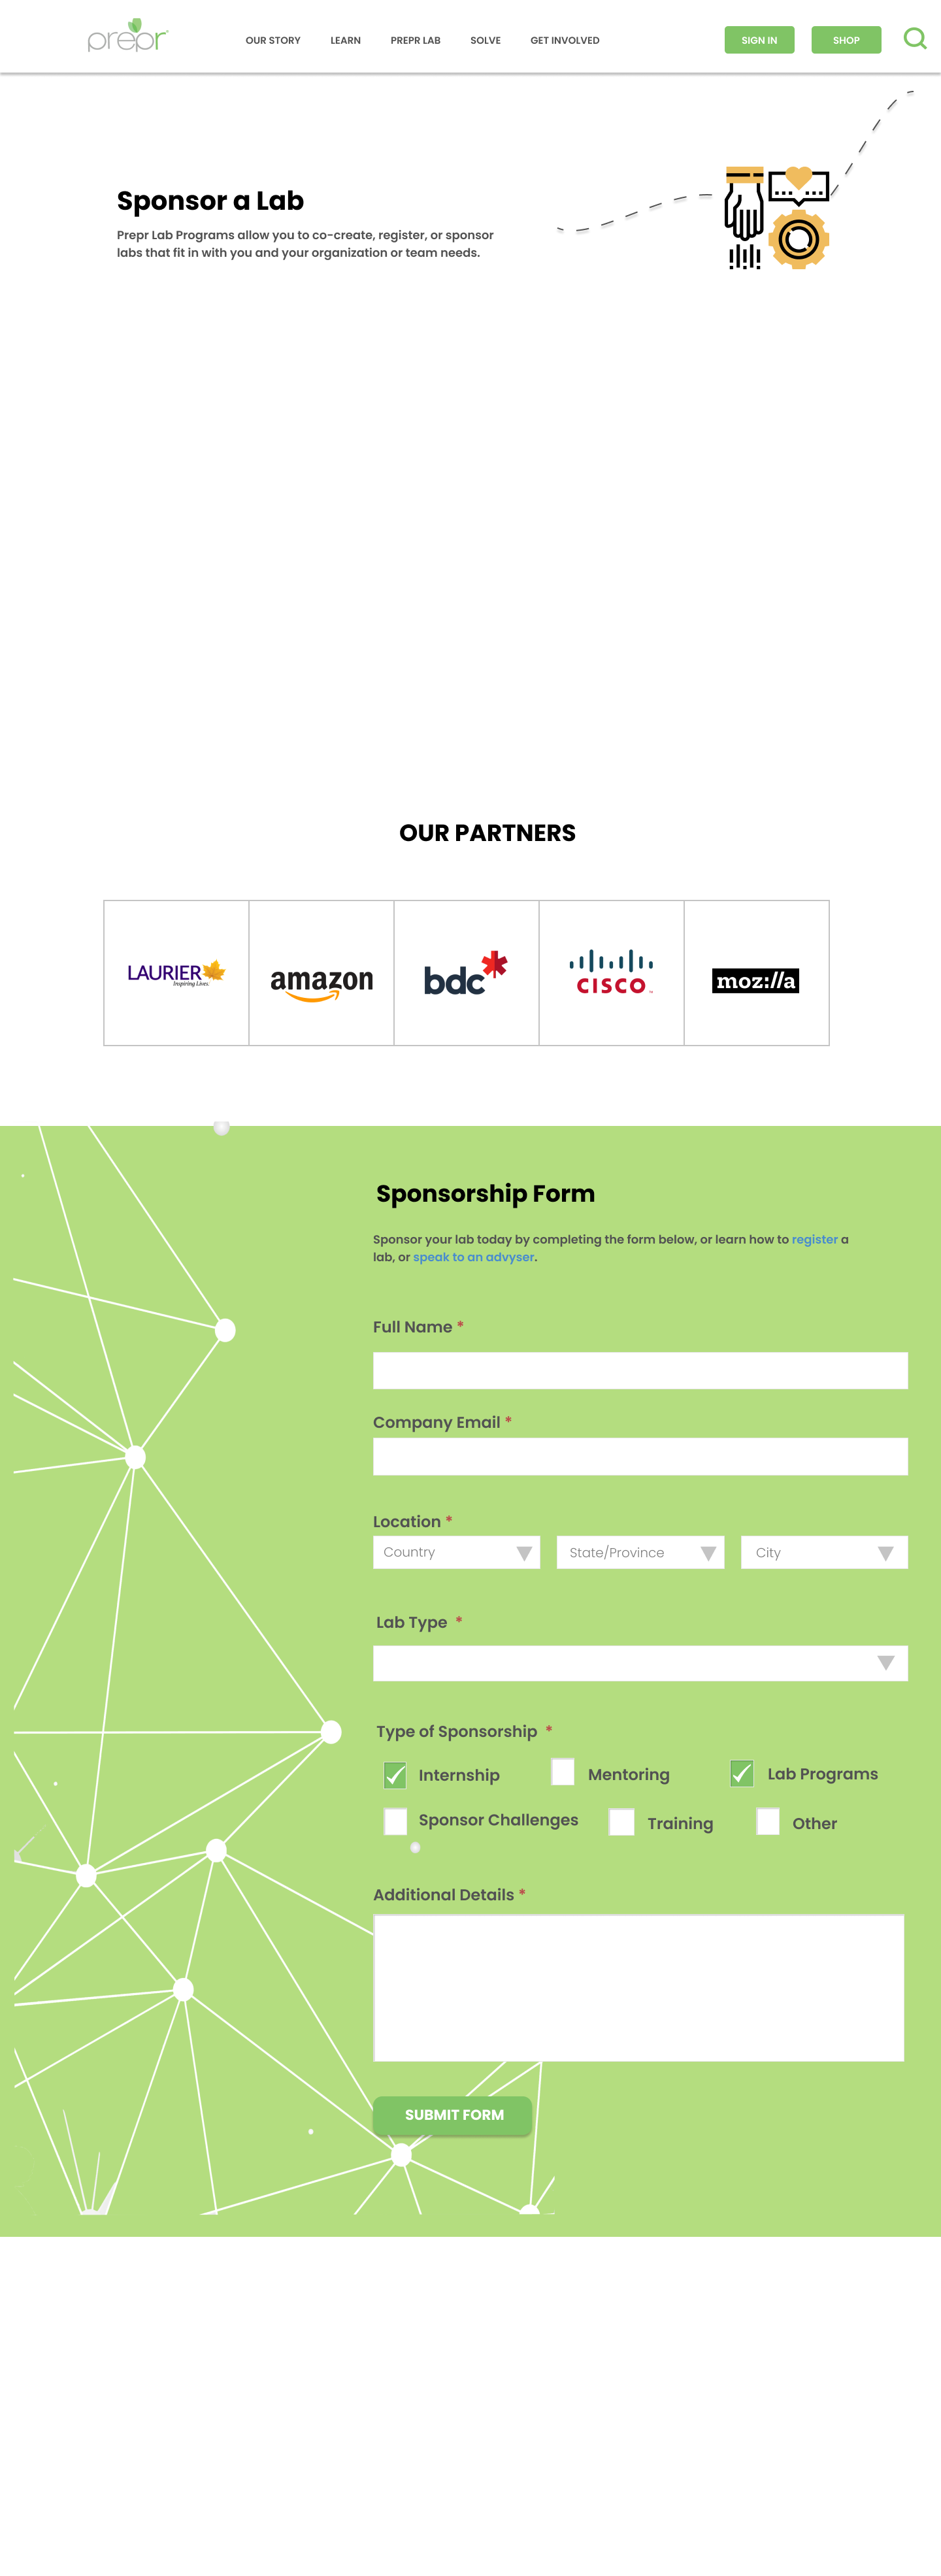 prepr
OUR STORY LEARN PREPR LAB SOLVE GET INVOLVED SIGN IN SHOP
Sponsor a Lab
Prepr Lab Programs allow you to co-create, register, or sponsor
labs that fit in with you and your organization or team needs.
OUR PARTNERS
LAURIER
Inspiring Lives.
amazon
bdc
CISCO
moz://a
Sponsorship Form
Sponsor your lab today by completing the form below, or learn how to register a
lab, or speak to an advyser.
Full Name *
Company Email *
Location *
Country State/Province City
Lab Type *
Type of Sponsorship *
Internship Mentoring Lab Programs
Sponsor Challenges Training Other
Additional Details *
SUBMIT FORM